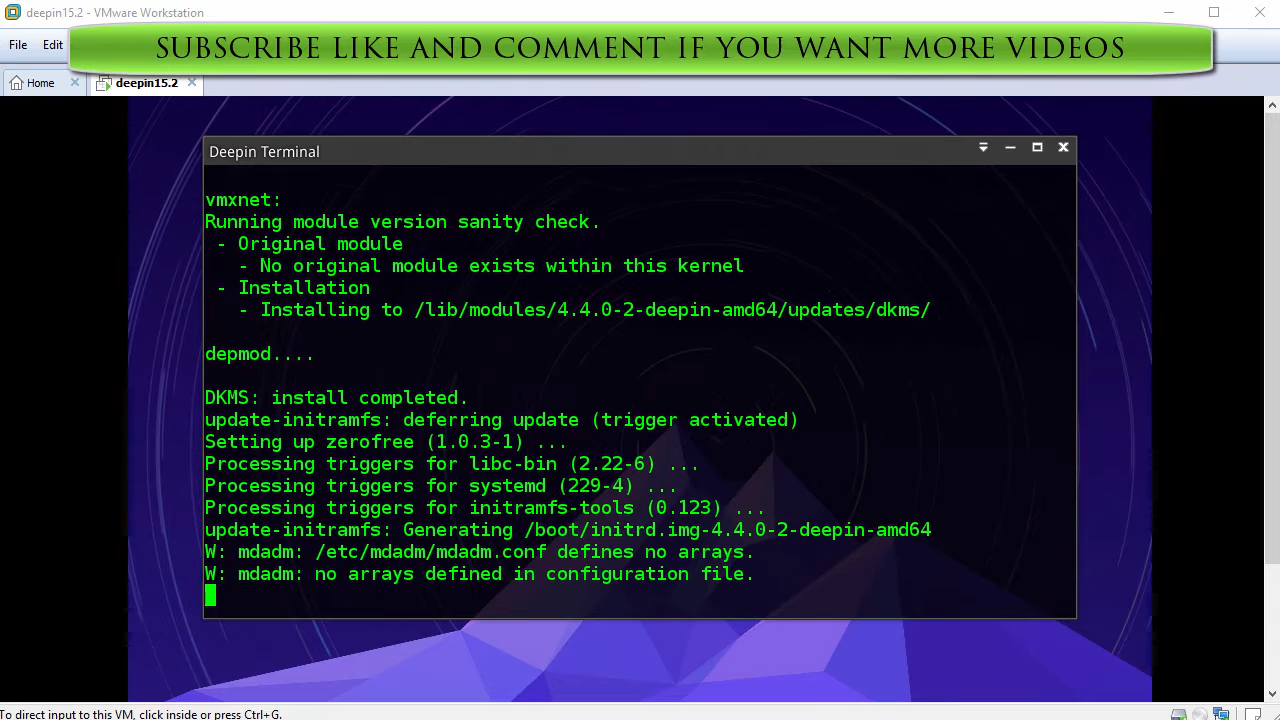 deepin15.2 - VMware Workstation
File Edit
SUBSCRIBE LIKE AND COMMENT IF YOU WANT MORE VIDEOS
Home deepin15.2
Deepin Terminal
vmxnet:
Running module version sanity check.
- Original module
- No original module exists within this kernel
- Installation
- Installing to /lib/modules/4.4.0-2-deepin-amd64/updates/dkms/
depmod....
DKMS: install completed.
update-initramfs: deferring update (trigger activated)
Setting up zerofree (1.0.3-1) ...
Processing triggers for libc-bin (2.22-6) ...
Processing triggers for systemd (229-4) ...
Processing triggers for initramfs-tools (0.123) ...
update-initramfs: Generating /boot/initrd.img-4.4.0-2-deepin-amd64
W: mdadm: /etc/mdadm/mdadm.conf defines no arrays.
W: mdadm: no arrays defined in configuration file.
To direct input to this VM, click inside or press Ctrl+G.